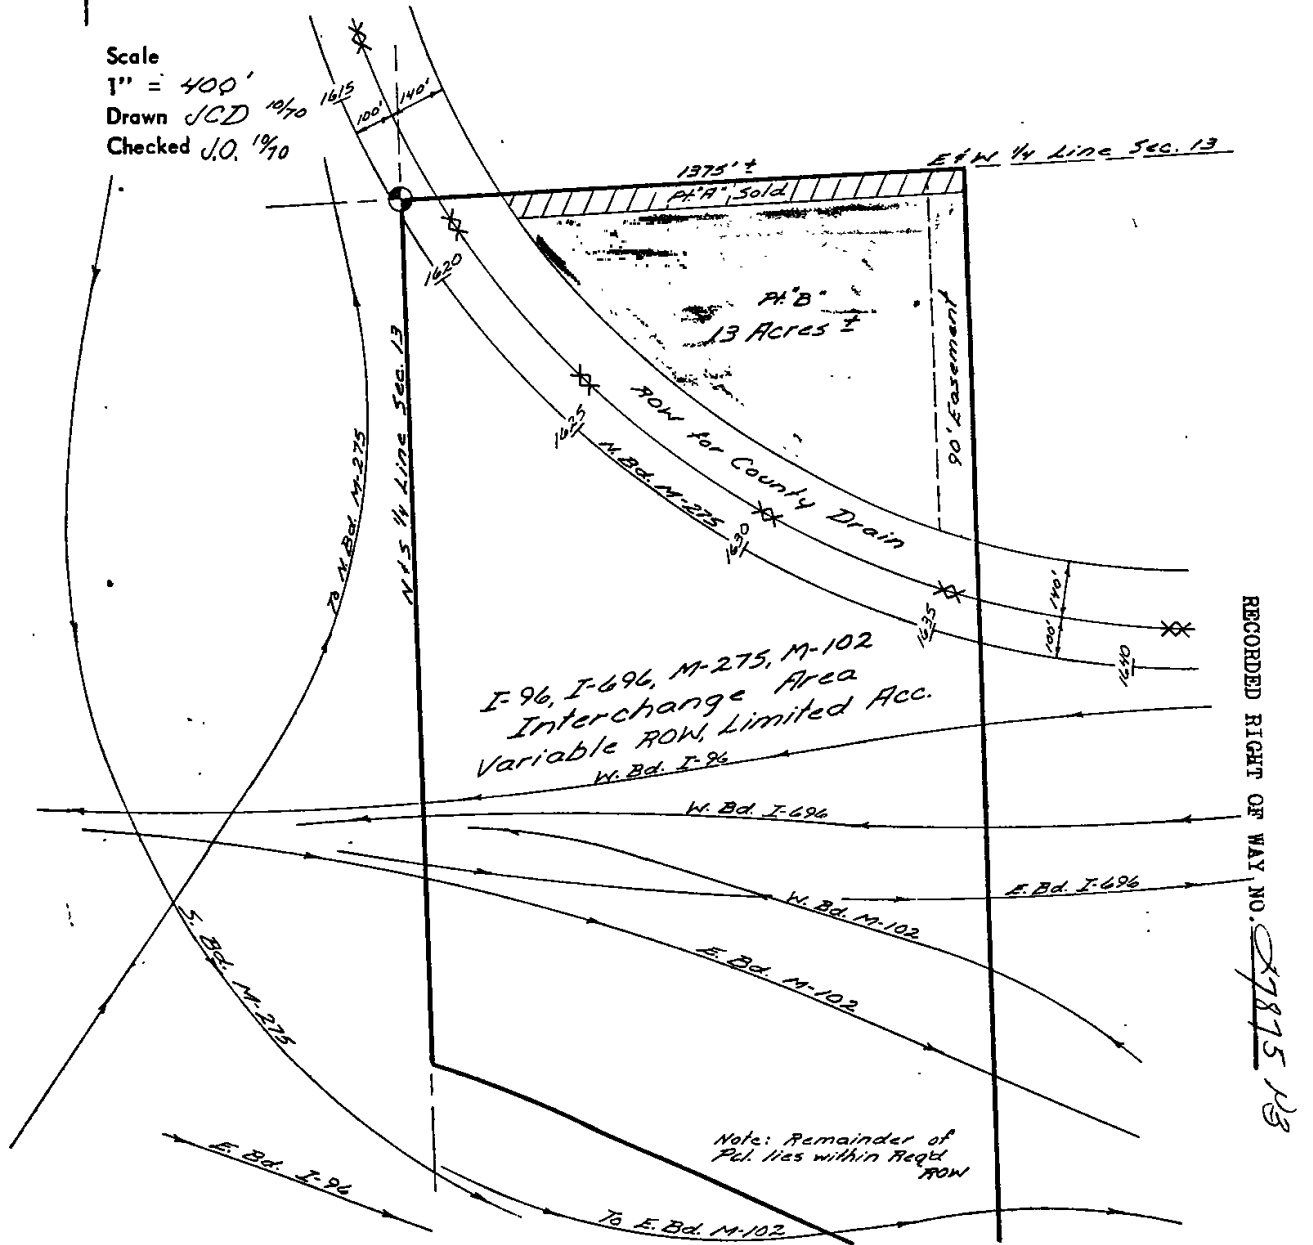 Scale
1" = 400'
Drawn JCD 10/70
Checked J.O. 10/70
1615
100'
140'
1375' ±
E & W 1/4 Line Sec. 13
Pt. "A", Sold
1620
Pt. "B"
13 Acres ±
90' Easement
N & S 1/4 Line Sec. 13
To N. Bd. M-275
1625
N. Bd. M-275
ROW for County Drain
1630
1635
140'
100'
1640
I-96, I-696, M-275, M-102
Interchange Area
Variable ROW, Limited Acc.
W. Bd. I-96
W. Bd. I-696
E. Bd. I-696
W. Bd. M-102
E. Bd. M-102
S. Bd. M-275
E. Bd. I-96
To E. Bd. M-102
Note: Remainder of
Pcl. lies within Req'd
ROW
RECORDED RIGHT OF WAY NO.